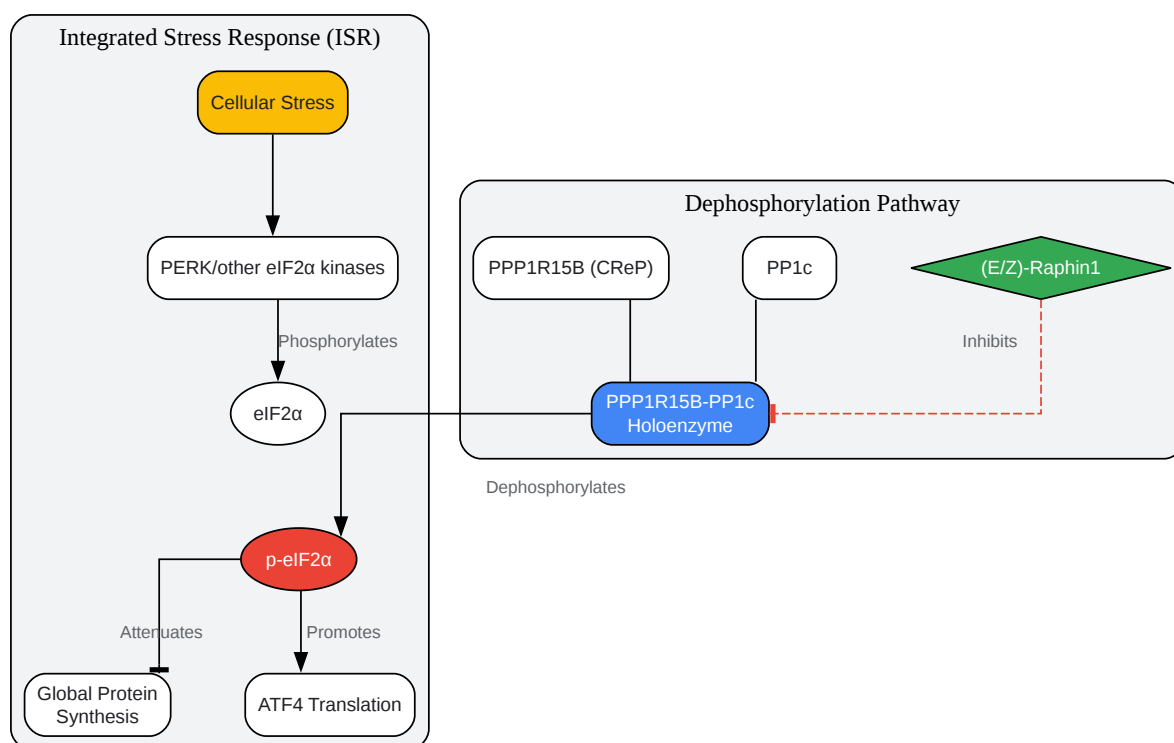 Integrated Stress Response (ISR)
Cellular Stress
PERK/other eIF2α kinases
Phosphorylates
eIF2α
p-eIF2α
Attenuates
Promotes
Global Protein
Synthesis
ATF4 Translation
Dephosphorylation Pathway
PPP1R15B (CReP)
PP1c
(E/Z)-Raphin1
Inhibits
PPP1R15B-PP1c
Holoenzyme
Dephosphorylates